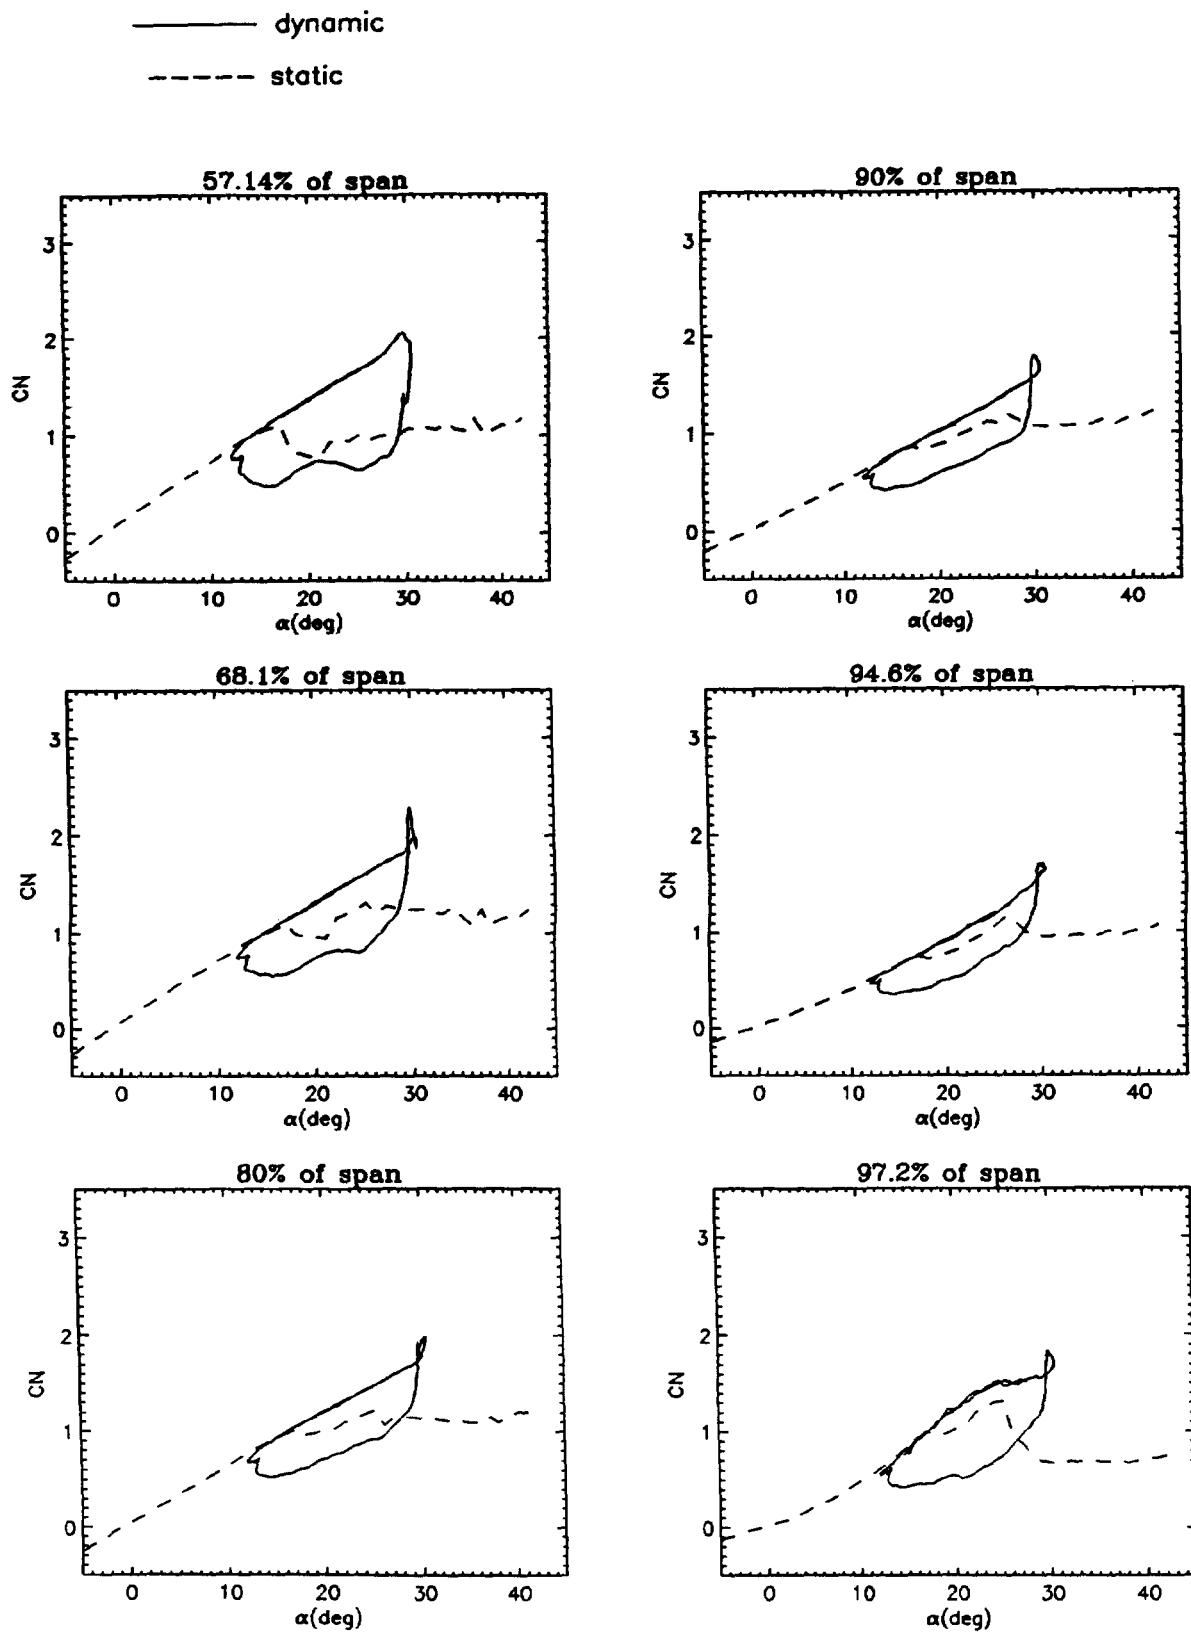 dynamic
static
57.14% of span
3
2
1
0
CN
0 10 20 30 40
α(deg)
90% of span
3
2
1
0
CN
0 10 20 30 40
α(deg)
68.1% of span
3
2
1
0
CN
0 10 20 30 40
α(deg)
94.6% of span
3
2
1
0
CN
0 10 20 30 40
α(deg)
80% of span
3
2
1
0
CN
0 10 20 30 40
α(deg)
97.2% of span
3
2
1
0
CN
0 10 20 30 40
α(deg)